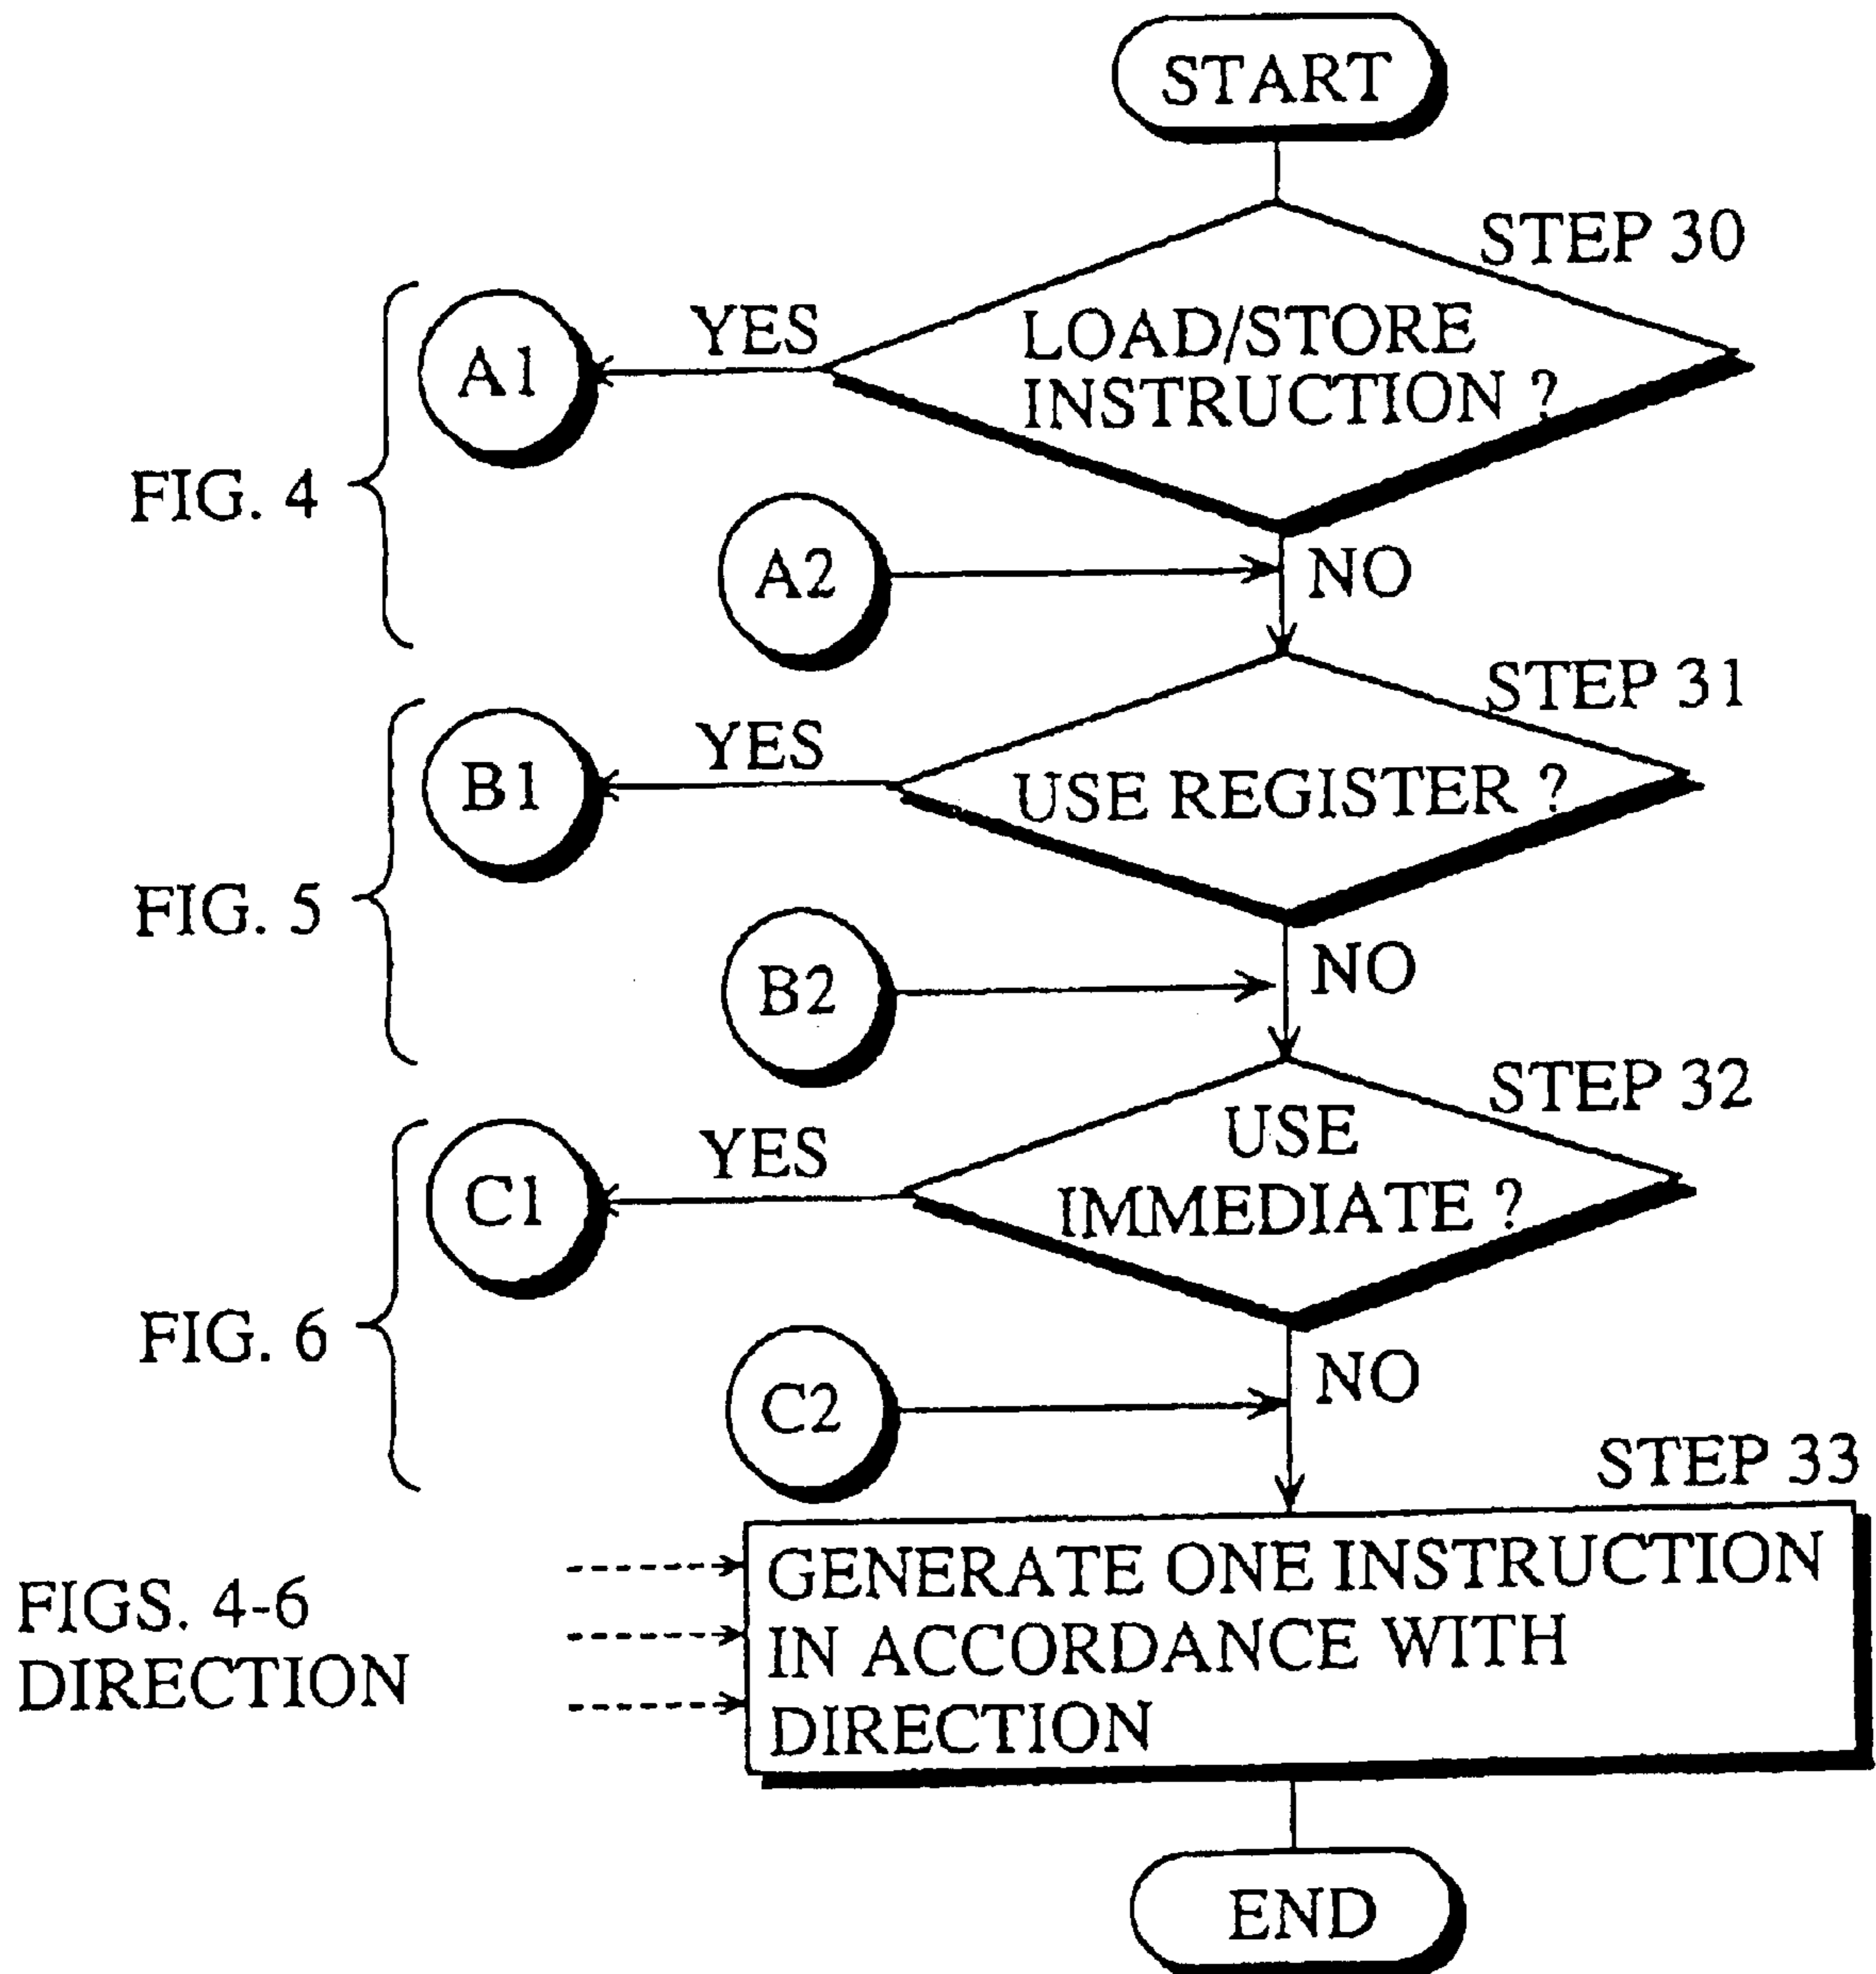 START
STEP 30
YES
LOAD/STORE
INSTRUCTION ?
A1
FIG. 4
A2
NO
STEP 31
YES
USE REGISTER ?
B1
FIG. 5
B2
NO
STEP 32
YES
USE
IMMEDIATE ?
C1
FIG. 6
C2
NO
STEP 33
GENERATE ONE INSTRUCTION
IN ACCORDANCE WITH
DIRECTION
FIGS. 4-6
DIRECTION
END